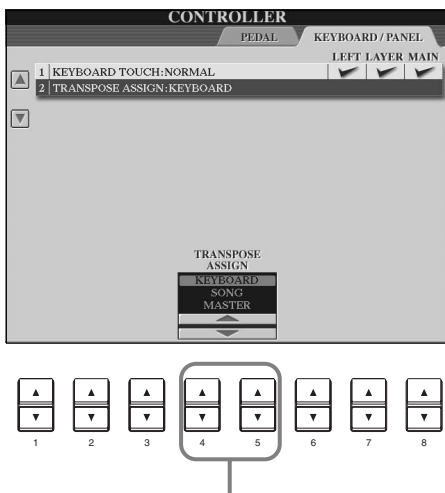 CONTROLLER
PEDAL KEYBOARD / PANEL
LEFT LAYER MAIN
1 KEYBOARD TOUCH:NORMAL
2 TRANSPOSE ASSIGN:KEYBOARD
TRANSPOSE
ASSIGN
KEYBOARD
SONG
MASTER
1 2 3 4 5 6 7 8